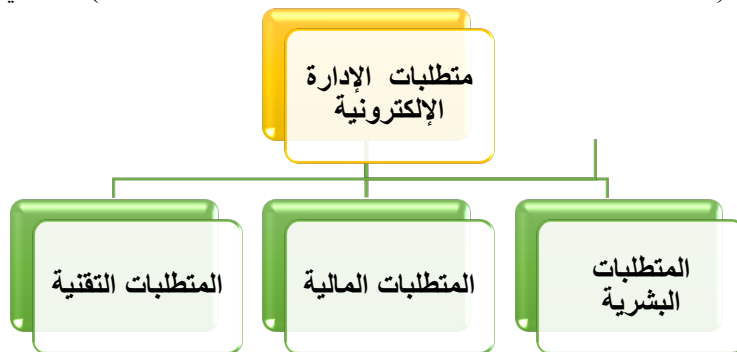 متطلبات الإدارة
الإلكترونية
المتطلبات
البشرية
المتطلبات المالية
المتطلبات التقنية